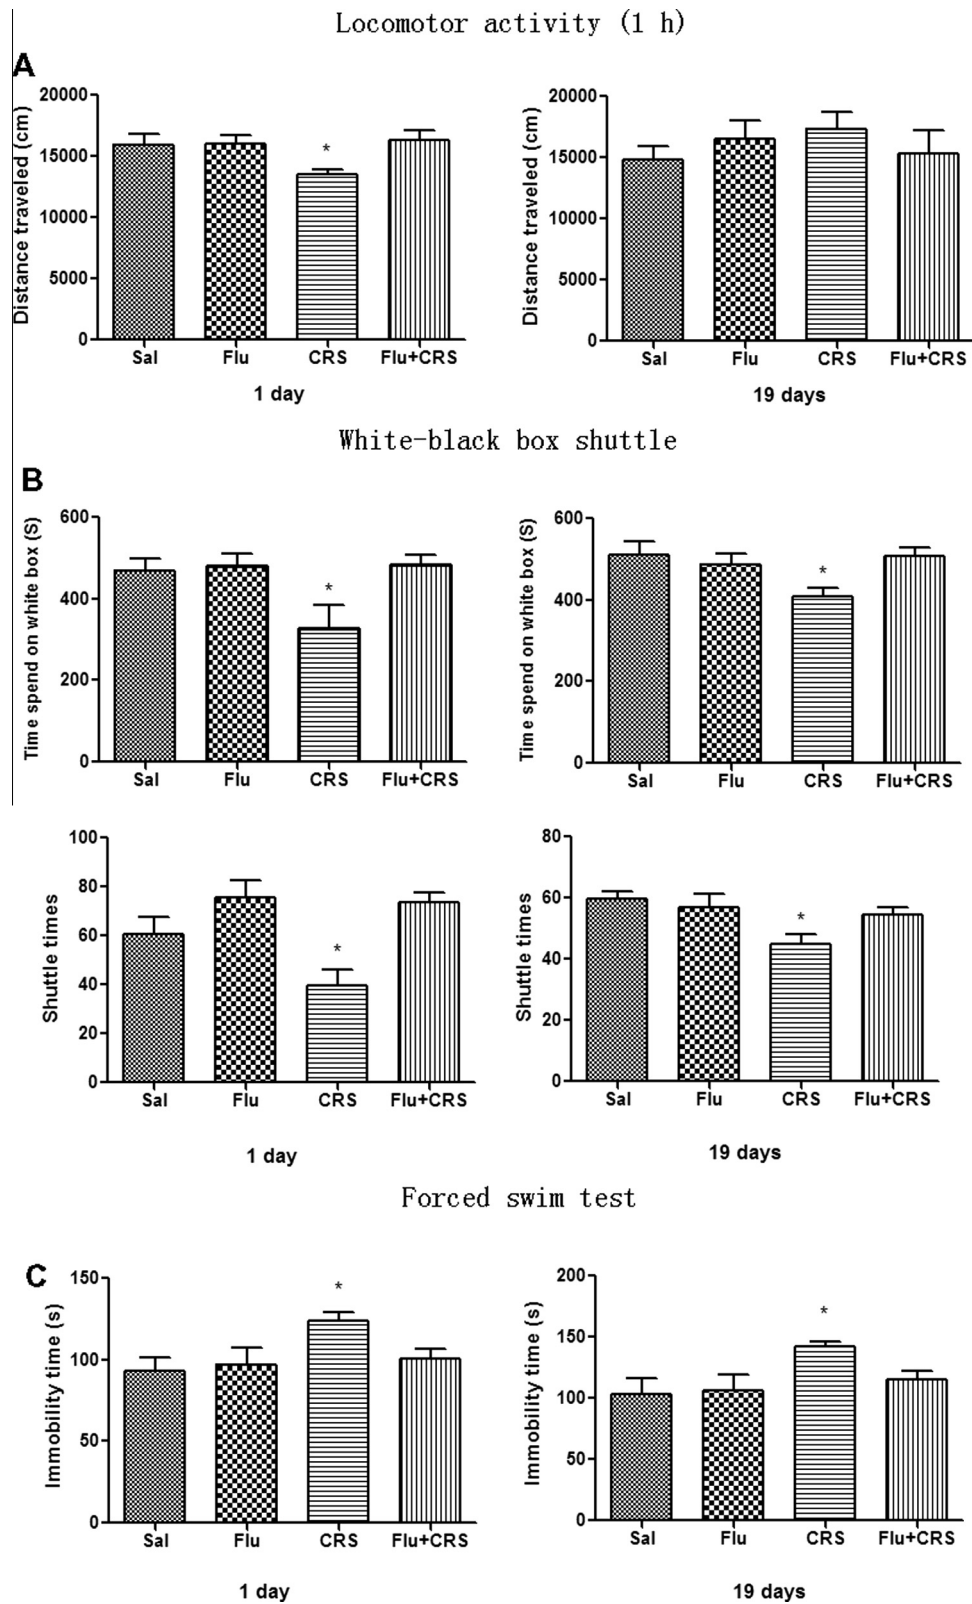 Locomotor activity (1 h)
A
Distance traveled (cm)
20000
15000
10000
5000
0
*
Sal Flu CRS Flu+CRS
1 day
Distance traveled (cm)
20000
15000
10000
5000
0
Sal Flu CRS Flu+CRS
19 days
White-black box shuttle
B
Time spend on white box (S)
600
400
200
0
*
Sal Flu CRS Flu+CRS
Time spend on white box (S)
600
400
200
0
*
Sal Flu CRS Flu+CRS
Shuttle times
100
80
60
40
20
0
*
Sal Flu CRS Flu+CRS
1 day
Shuttle times
80
60
40
20
0
*
Sal Flu CRS Flu+CRS
19 days
Forced swim test
C
Immobility time (s)
150
100
50
0
*
Sal Flu CRS Flu+CRS
1 day
Immobility time (s)
200
150
100
50
0
*
Sal Flu CRS Flu+CRS
19 days